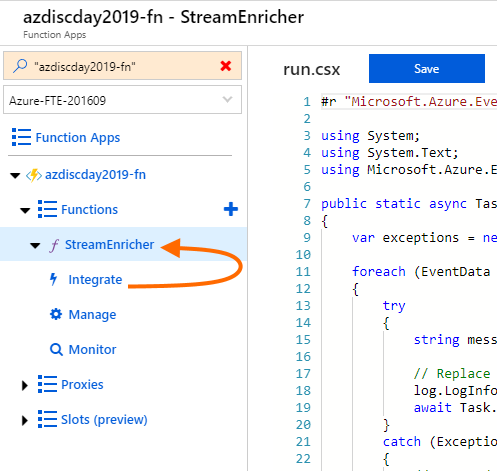 azdiscday2019-fn - StreamEnricher
Function Apps
"azdiscday2019-fn"
Azure-FTE-201609
Function Apps
azdiscday2019-fn
Functions
StreamEnricher
Integrate
Manage
Monitor
Proxies
Slots (preview)
run.csx
Save
1 #r "Microsoft.Azure.Eve
2
3 using System;
4 using System.Text;
5 using Microsoft.Azure.E
6
7 public static async Tas
8 {
9 var exceptions = ne
10
11 foreach (EventData
12 {
13 try
14 {
15 string mess
16
17 // Replace
18 log.LogInfo
19 await Task.
20 }
21 catch (Exceptio
22 {